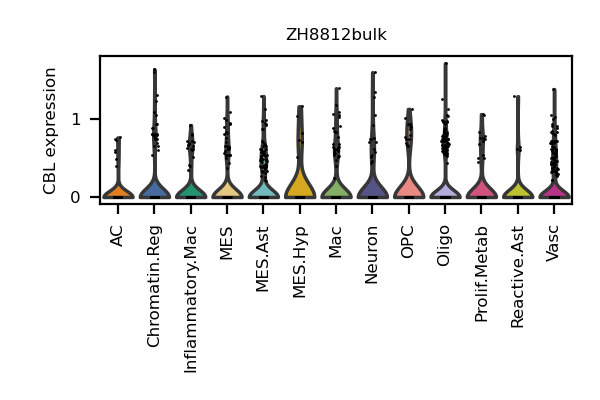 ZH8812bulk
CBL expression
1
0
AC
Chromatin.Reg
Inflammatory.Mac
MES
MES.Ast
MES.Hyp
Mac
Neuron
OPC
Oligo
Prolif.Metab
Reactive.Ast
Vasc